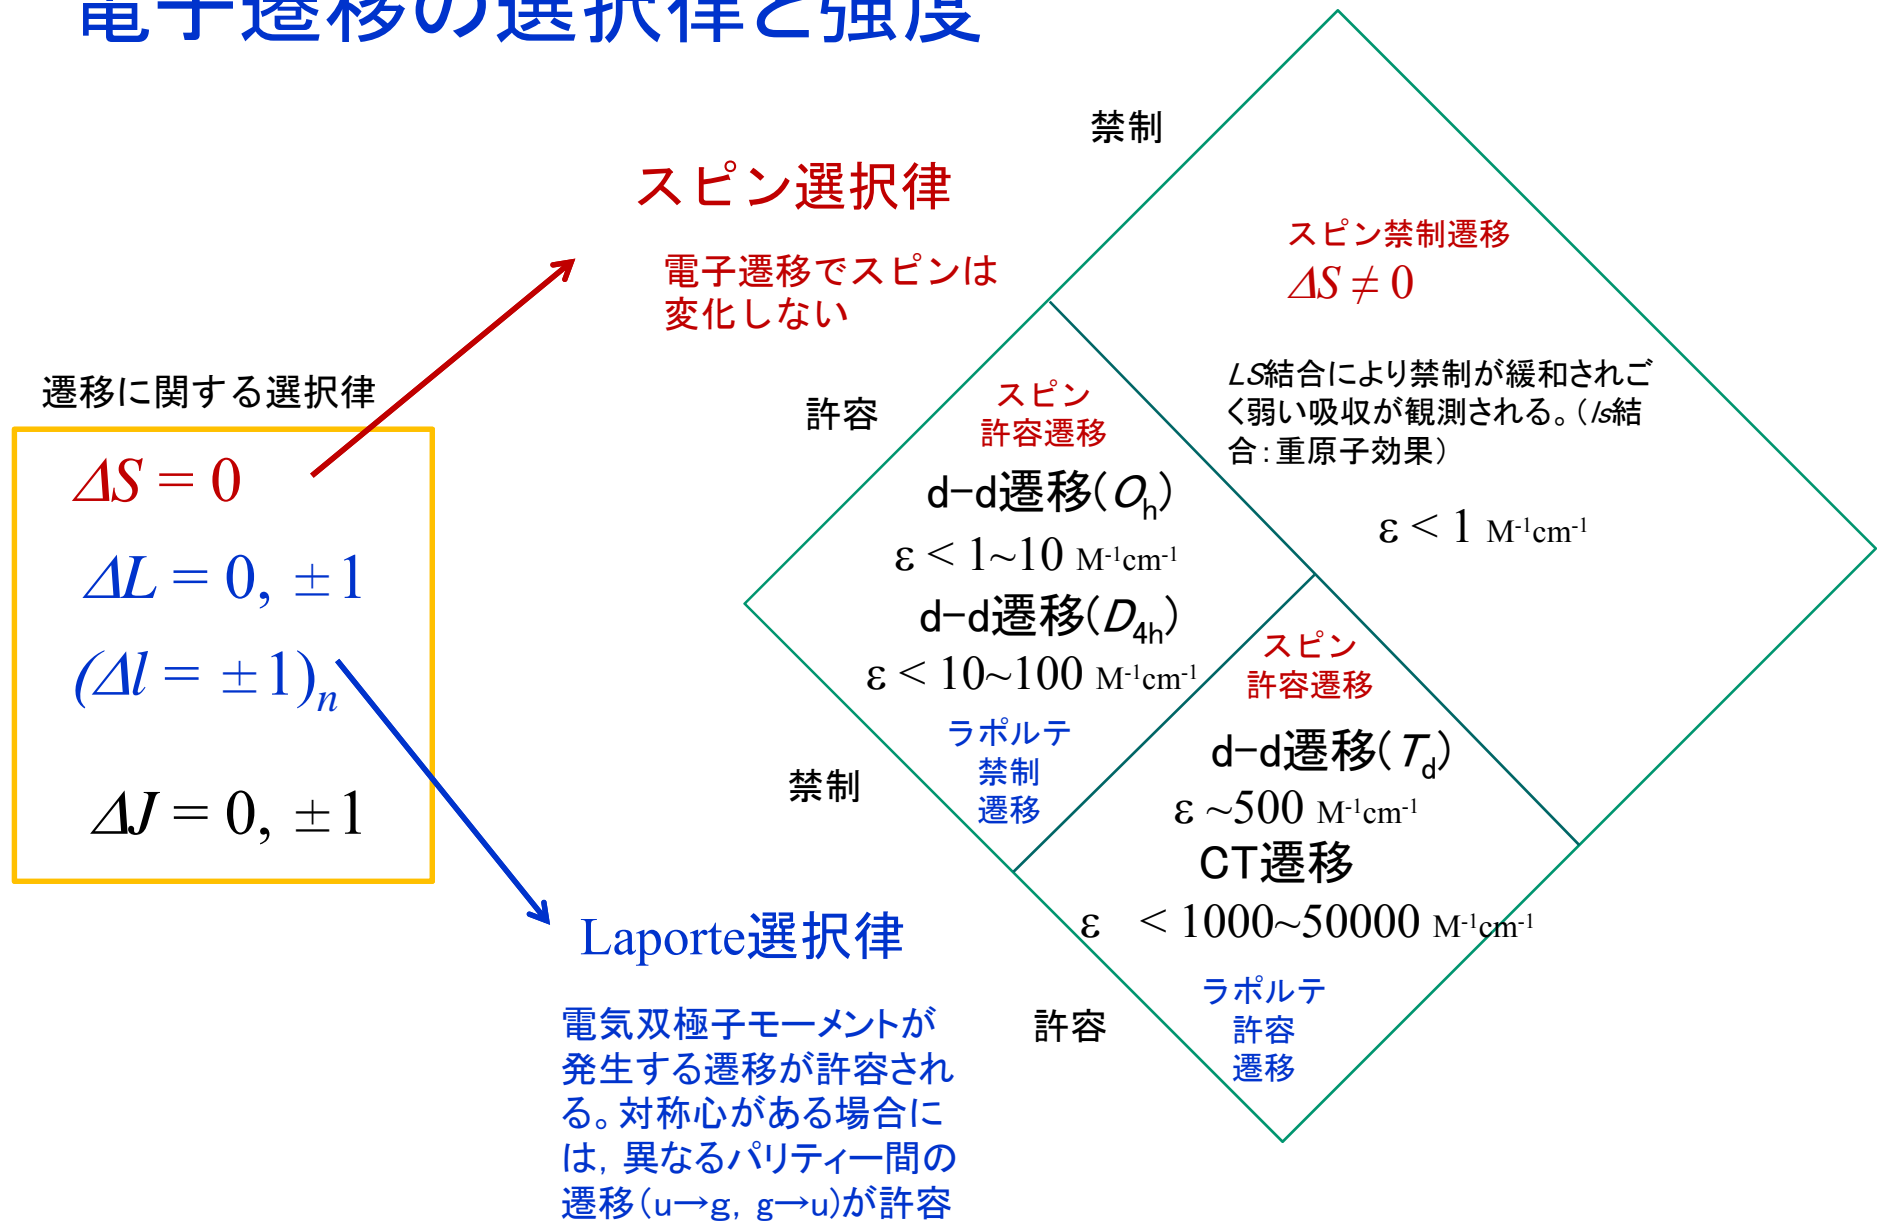 電子遷移の選択律と強度
禁制
スピン選択律
電子遷移でスピンは
変化しない
スピン禁制遷移
ΔS ≠ 0
遷移に関する選択律
ΔS = 0
ΔL = 0, ±1
(Δl = ±1)n
ΔJ = 0, ±1
許容
スピン
許容遷移
d-d遷移(Oh)
ε < 1~10 M-1cm-1
d-d遷移(D4h)
ε < 10~100 M-1cm-1
ラポルテ
禁制
遷移
LS結合により禁制が緩和されご
く弱い吸収が観測される。(ls結
合:重原子効果)
ε < 1 M-1cm-1
禁制
スピン
許容遷移
d-d遷移(Td)
ε ~500 M-1cm-1
CT遷移
ε < 1000~50000 M-1cm-1
ラポルテ
許容
遷移
許容
Laporte選択律
電気双極子モーメントが
発生する遷移が許容され
る。対称心がある場合に
は, 異なるパリティー間の
遷移(u→g, g→u)が許容